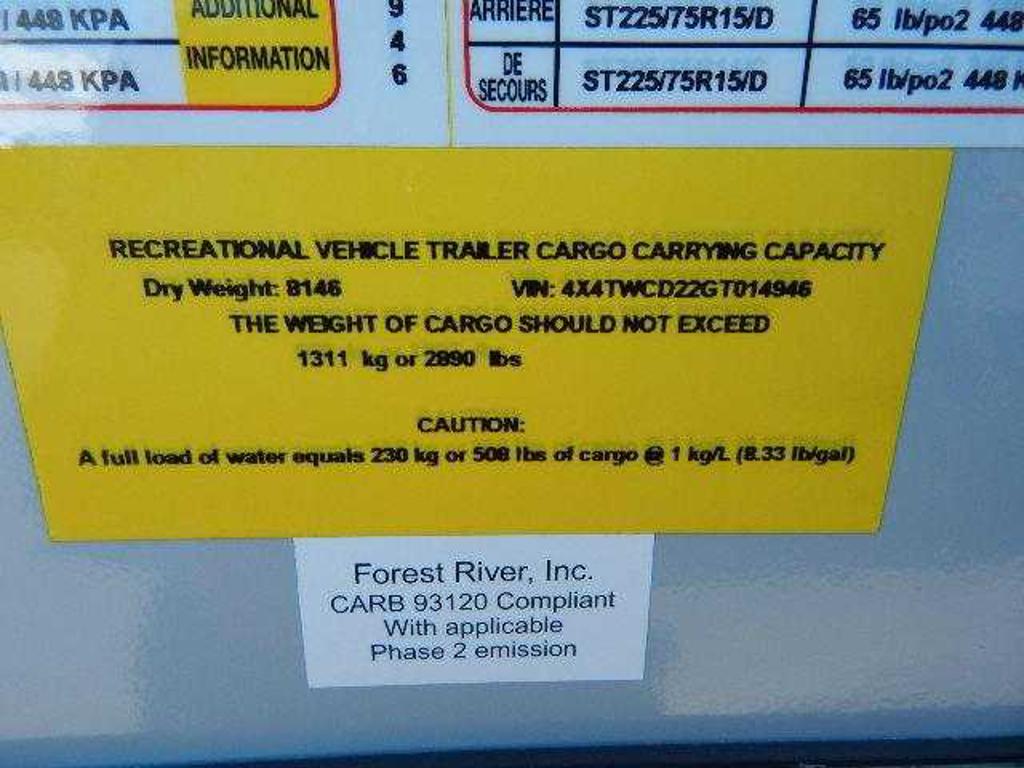 / 448 KPA
/ 448 KPA
ADDITIONAL
INFORMATION
9
4
6
ARRIERE ST225/75R15/D 65 lb/po2 448
DE SECOURS ST225/75R15/D 65 lb/po2 448 K
RECREATIONAL VEHICLE TRAILER CARGO CARRYING CAPACITY
Dry Weight: 8146 VIN: 4X4TWCD22GT014946
THE WEIGHT OF CARGO SHOULD NOT EXCEED
1311 kg or 2890 lbs
CAUTION:
A full load of water equals 230 kg or 508 lbs of cargo @ 1 kg/L (8.33 lb/gal)
Forest River, Inc.
CARB 93120 Compliant
With applicable
Phase 2 emission